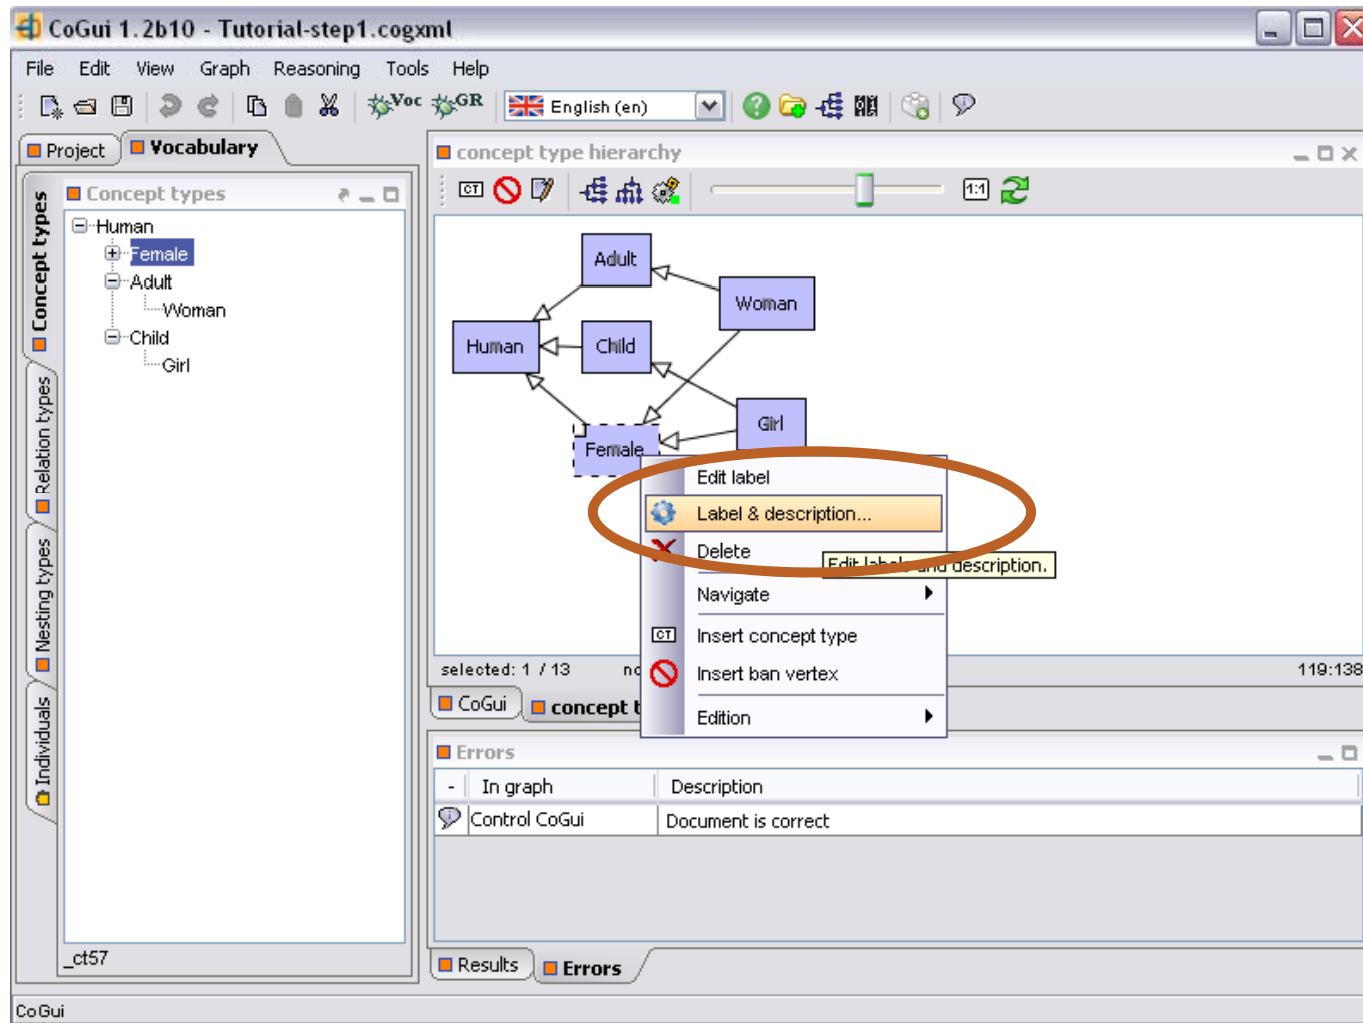 CoGui 1.2b10 - Tutorial-step1.cogxml
File Edit View Graph Reasoning Tools Help
Voc GR English (en)
Project Vocabulary
concept type hierarchy
Concept types
Concept types
CT 1:1
Human
Female
Adult
Woman
Child
Girl
Relation types
Nesting types
Individuals
Adult
Woman
Human
Child
Girl
Female
Edit label
Label & description...
Delete
Edit labels and description.
Navigate
CT Insert concept type
Insert ban vertex
Edition
selected: 1 / 13 no
119:138
CoGui concept t
Errors
- In graph Description
Control CoGui Document is correct
_ct57
Results Errors
CoGui